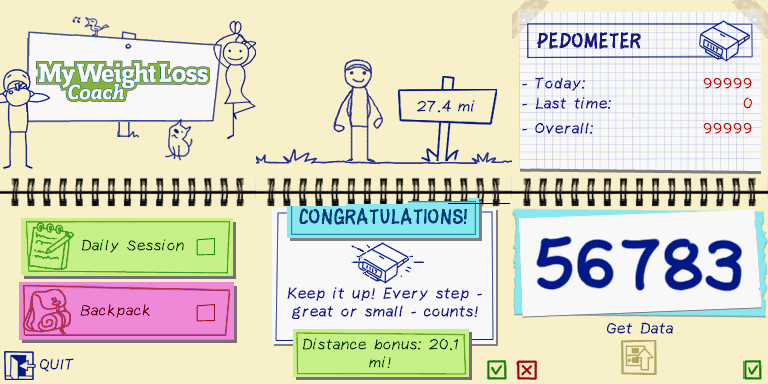 My Weight Loss
Coach
27.4 mi
PEDOMETER
- Today: 99999
- Last time: 0
- Overall: 99999
Daily Session
Backpack
QUIT
CONGRATULATIONS!
Keep it up! Every step -
great or small - counts!
Distance bonus: 20.1
mi!
56783
Get Data